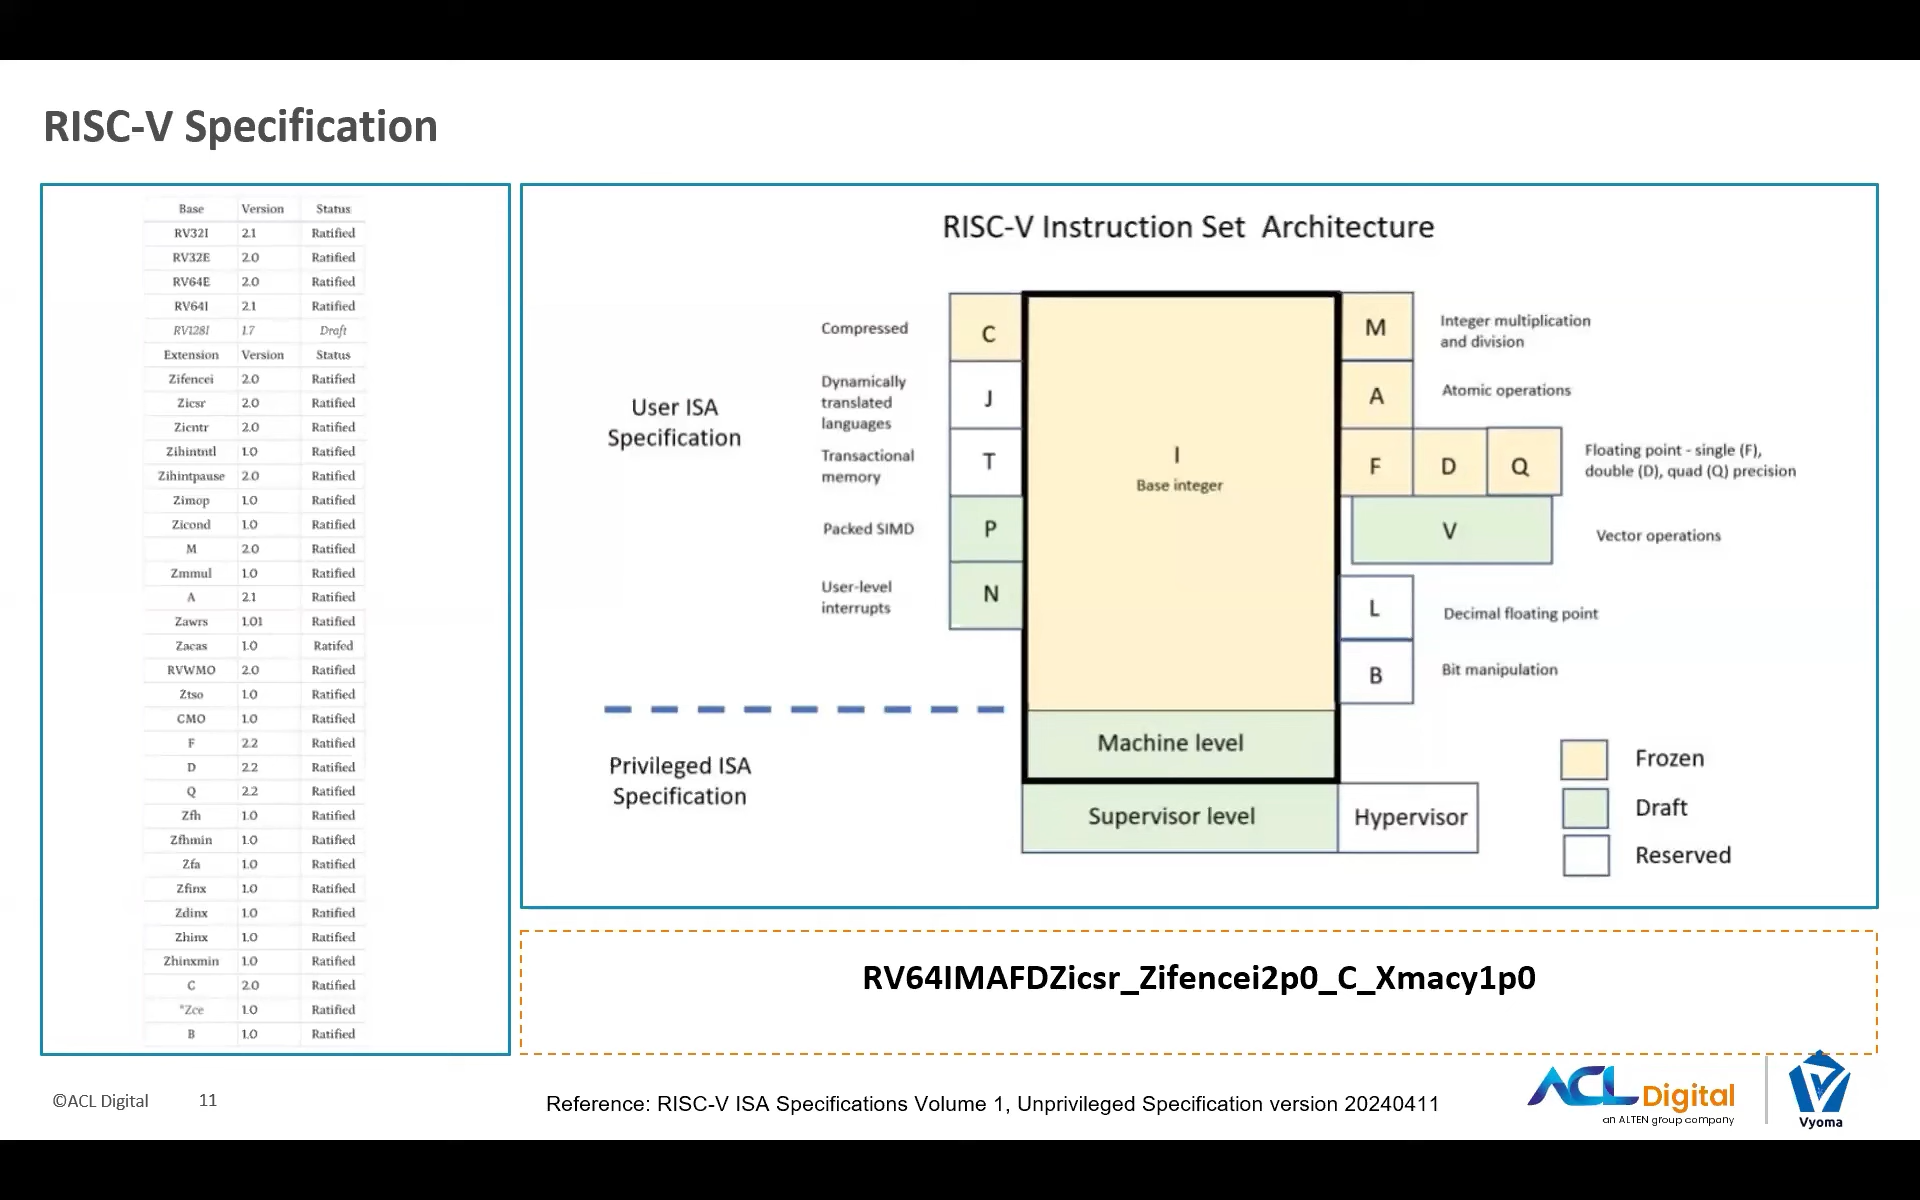 RISC-V Specification
Base Version Status
RV32I 2.1 Ratified
RV32E 2.0 Ratified
RV64E 2.0 Ratified
RV64I 2.1 Ratified
RV128I 1.7 Draft
Extension Version Status
Zifencei 2.0 Ratified
Zicsr 2.0 Ratified
Zicntr 2.0 Ratified
Zihintntl 1.0 Ratified
Zihintpause 2.0 Ratified
Zimop 1.0 Ratified
Zicond 1.0 Ratified
M 2.0 Ratified
Zmmul 1.0 Ratified
A 2.1 Ratified
Zawrs 1.01 Ratified
Zacas 1.0 Ratifed
RVWMO 2.0 Ratified
Ztso 1.0 Ratified
CMO 1.0 Ratified
F 2.2 Ratified
D 2.2 Ratified
Q 2.2 Ratified
Zfh 1.0 Ratified
Zfhmin 1.0 Ratified
Zfa 1.0 Ratified
Zfinx 1.0 Ratified
Zdinx 1.0 Ratified
Zhinx 1.0 Ratified
Zhinxmin 1.0 Ratified
C 2.0 Ratified
*Zce 1.0 Ratified
B 1.0 Ratified
RISC-V Instruction Set Architecture
User ISA
Specification
Compressed
C
Dynamically
translated
languages
J
Transactional
memory
T
Packed SIMD
P
User-level
interrupts
N
I
Base integer
M
Integer multiplication
and division
A
Atomic operations
F D Q
Floating point - single (F),
double (D), quad (Q) precision
V
Vector operations
L
Decimal floating point
B
Bit manipulation
Privileged ISA
Specification
Machine level
Supervisor level
Hypervisor
Frozen
Draft
Reserved
RV64IMAFDZicsr_Zifencei2p0_C_Xmacy1p0
©ACL Digital
11
Reference: RISC-V ISA Specifications Volume 1, Unprivileged Specification version 20240411
ACL Digital
an ALTEN group company
Vyoma